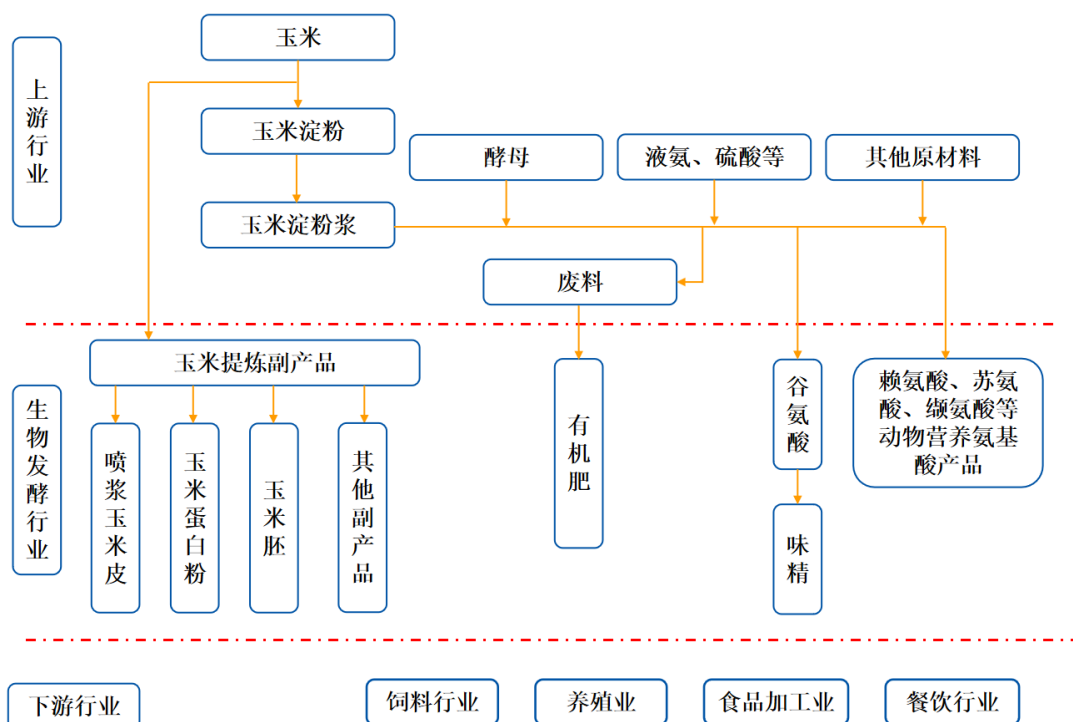 上游行业
玉米
玉米淀粉
酵母
液氨、硫酸等
其他原材料
玉米淀粉浆
废料
生物发酵行业
玉米提炼副产品
喷浆玉米皮
玉米蛋白粉
玉米胚
其他副产品
有机肥
谷氨酸
味精
赖氨酸、苏氨
酸、缬氨酸等
动物营养氨基
酸产品
下游行业
饲料行业
养殖业
食品加工业
餐饮行业